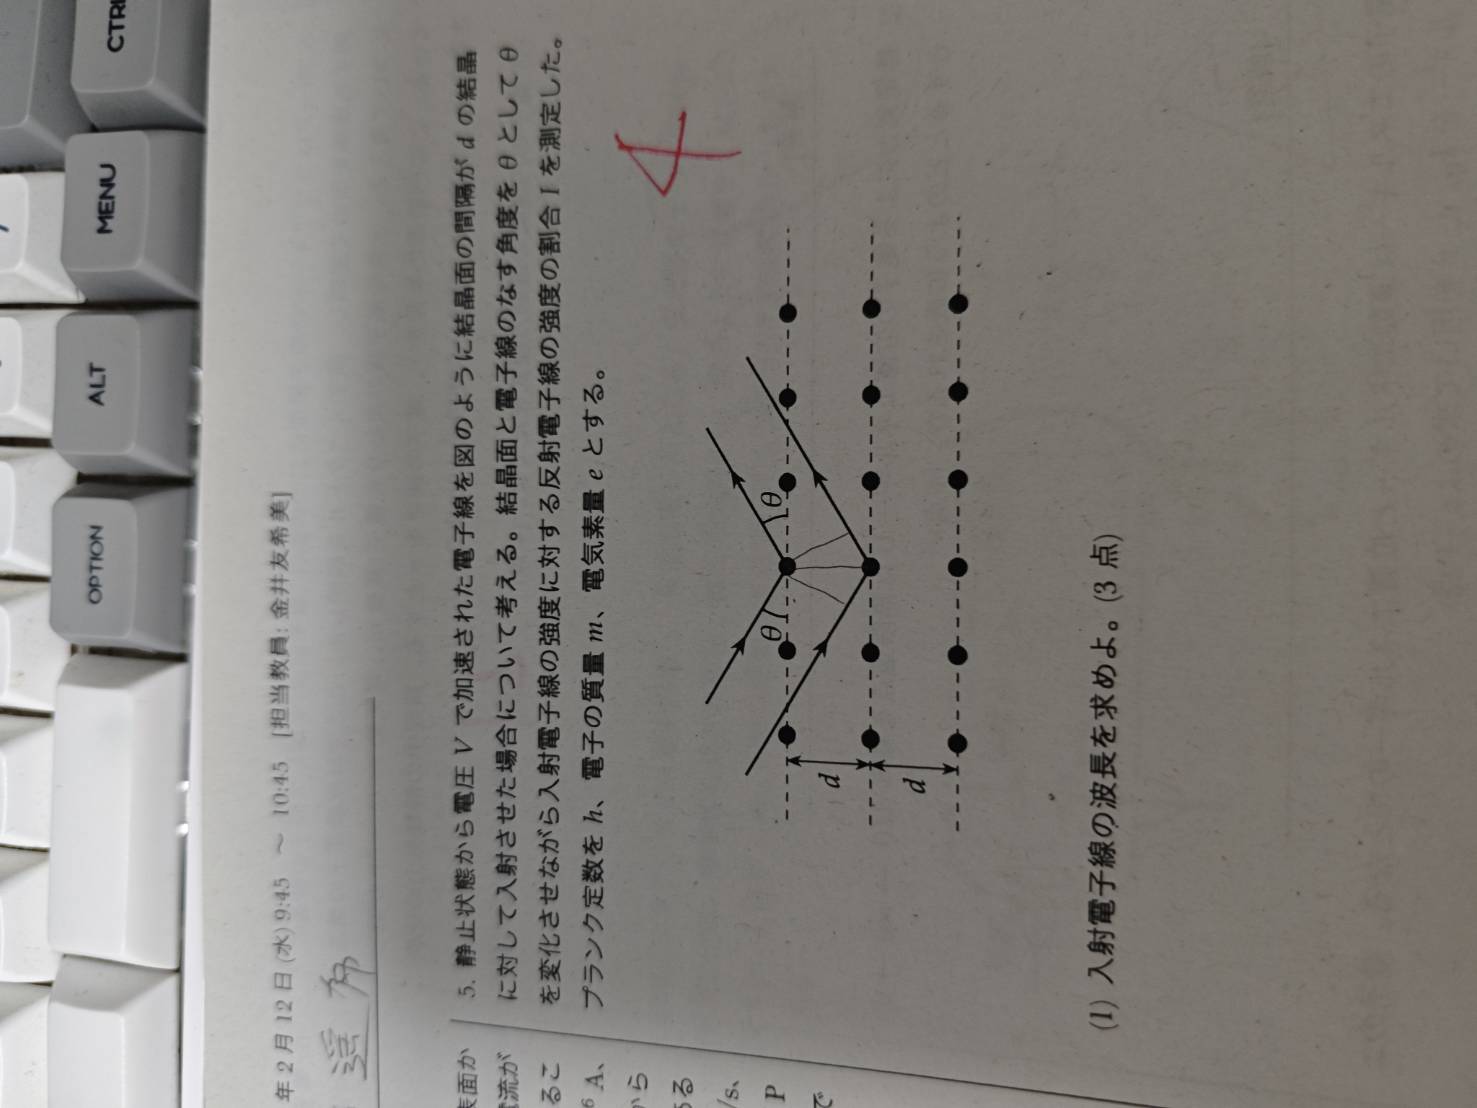 OPTION
ALT
MENU
CTRL
年2月12日(水) 9:45 ～ 10:45 [担当教員: 金井友希美]
遥
表面か
電流が
るこ
⁶ A、
から
ある
/s、
P
で
5. 静止状態から電圧 V で加速された電子線を図のように結晶面の間隔が d の結晶
に対して入射させた場合について考える。結晶面と電子線のなす角度を θ として θ
を変化させながら入射電子線の強度に対する反射電子線の強度の割合 I を測定した。
プランク定数を h、電子の質量 m、電気素量 e とする。
4
θ θ
d
d
(1) 入射電子線の波長を求めよ。(3 点)